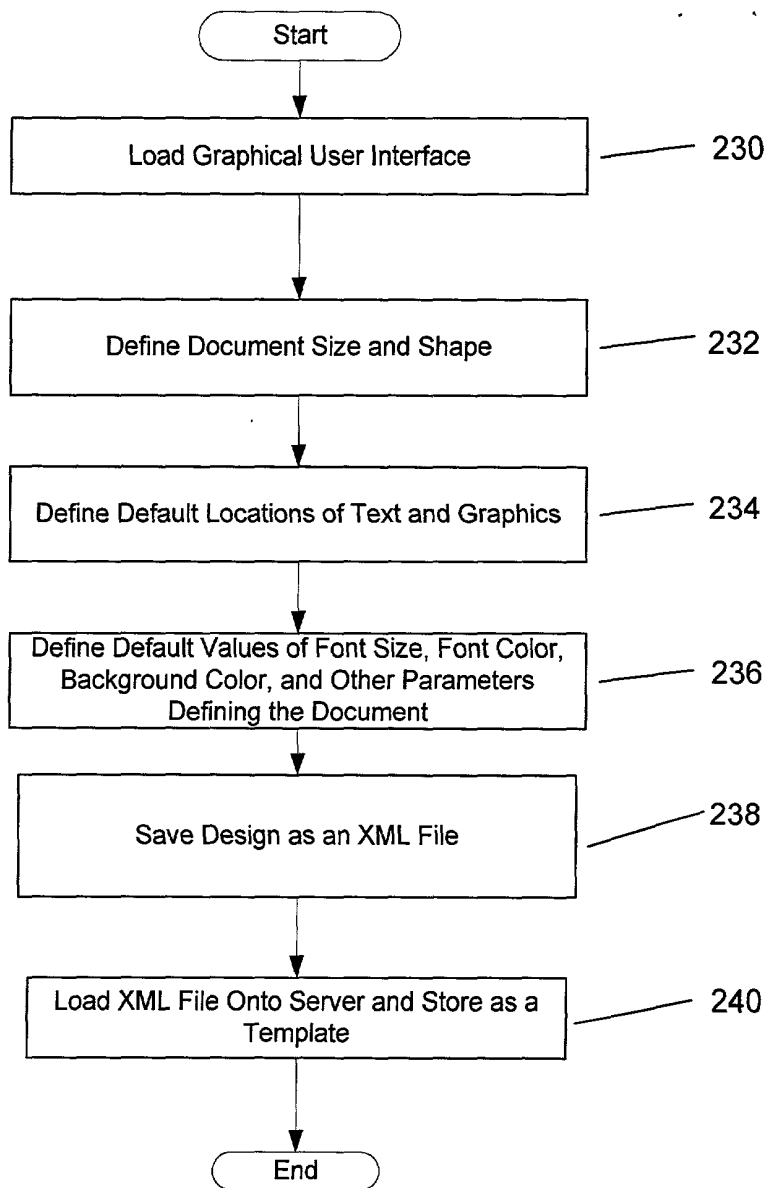 Start
Load Graphical User Interface
230
Define Document Size and Shape
232
Define Default Locations of Text and Graphics
234
Define Default Values of Font Size, Font Color,
Background Color, and Other Parameters
Defining the Document
236
Save Design as an XML File
238
Load XML File Onto Server and Store as a
Template
240
End